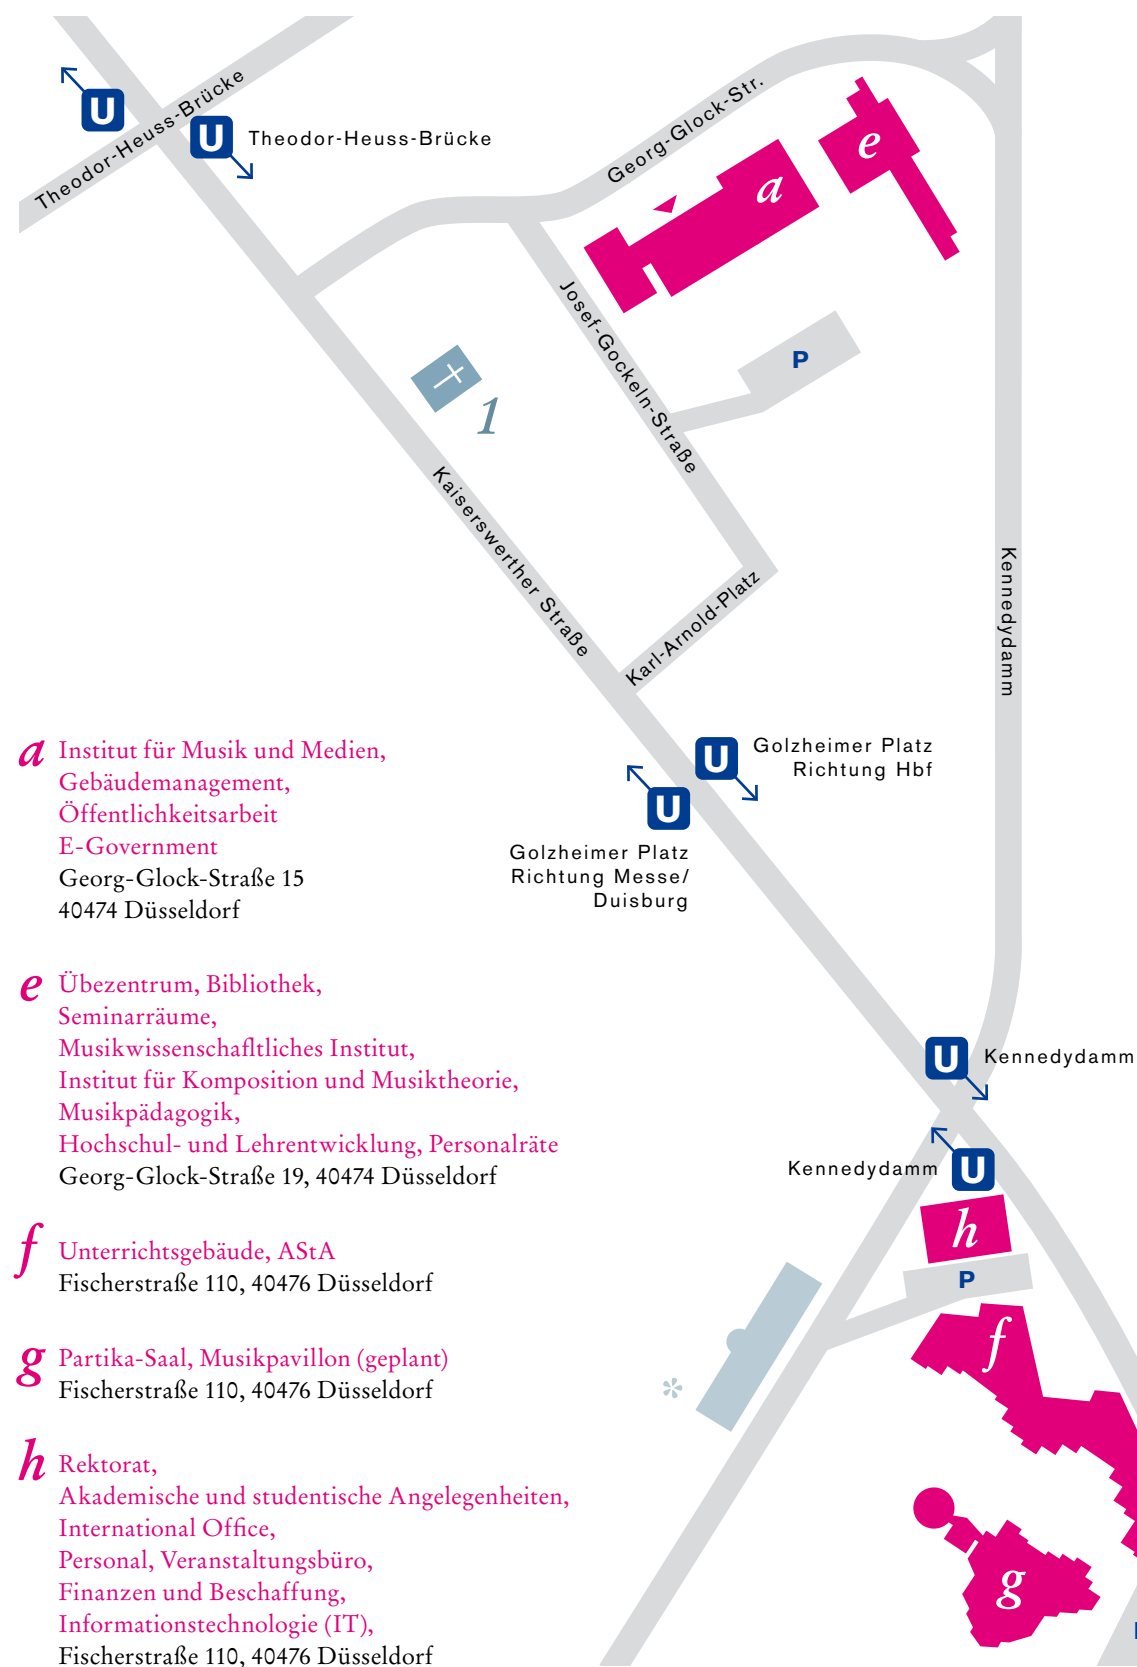 U
Theodor-Heuss-Brücke
U
Theodor-Heuss-Brücke
Georg-Glock-Str.
e
a
Josef-Gockeln-Straße
P
1
Kaiserswerther Straße
Karl-Arnold-Platz
Kennedydamm
U
Golzheimer Platz
Richtung Hbf
U
Golzheimer Platz
Richtung Messe/
Duisburg
U
Kennedydamm
Kennedydamm
U
h
P
f
*
g
a Institut für Musik und Medien,
Gebäudemanagement,
Öffentlichkeitsarbeit
E-Government
Georg-Glock-Straße 15
40474 Düsseldorf
e Übezentrum, Bibliothek,
Seminarräume,
Musikwissenschafltliches Institut,
Institut für Komposition und Musiktheorie,
Musikpädagogik,
Hochschul- und Lehrentwicklung, Personalräte
Georg-Glock-Straße 19, 40474 Düsseldorf
f Unterrichtsgebäude, AStA
Fischerstraße 110, 40476 Düsseldorf
g Partika-Saal, Musikpavillon (geplant)
Fischerstraße 110, 40476 Düsseldorf
h Rektorat,
Akademische und studentische Angelegenheiten,
International Office,
Personal, Veranstaltungsbüro,
Finanzen und Beschaffung,
Informationstechnologie (IT),
Fischerstraße 110, 40476 Düsseldorf